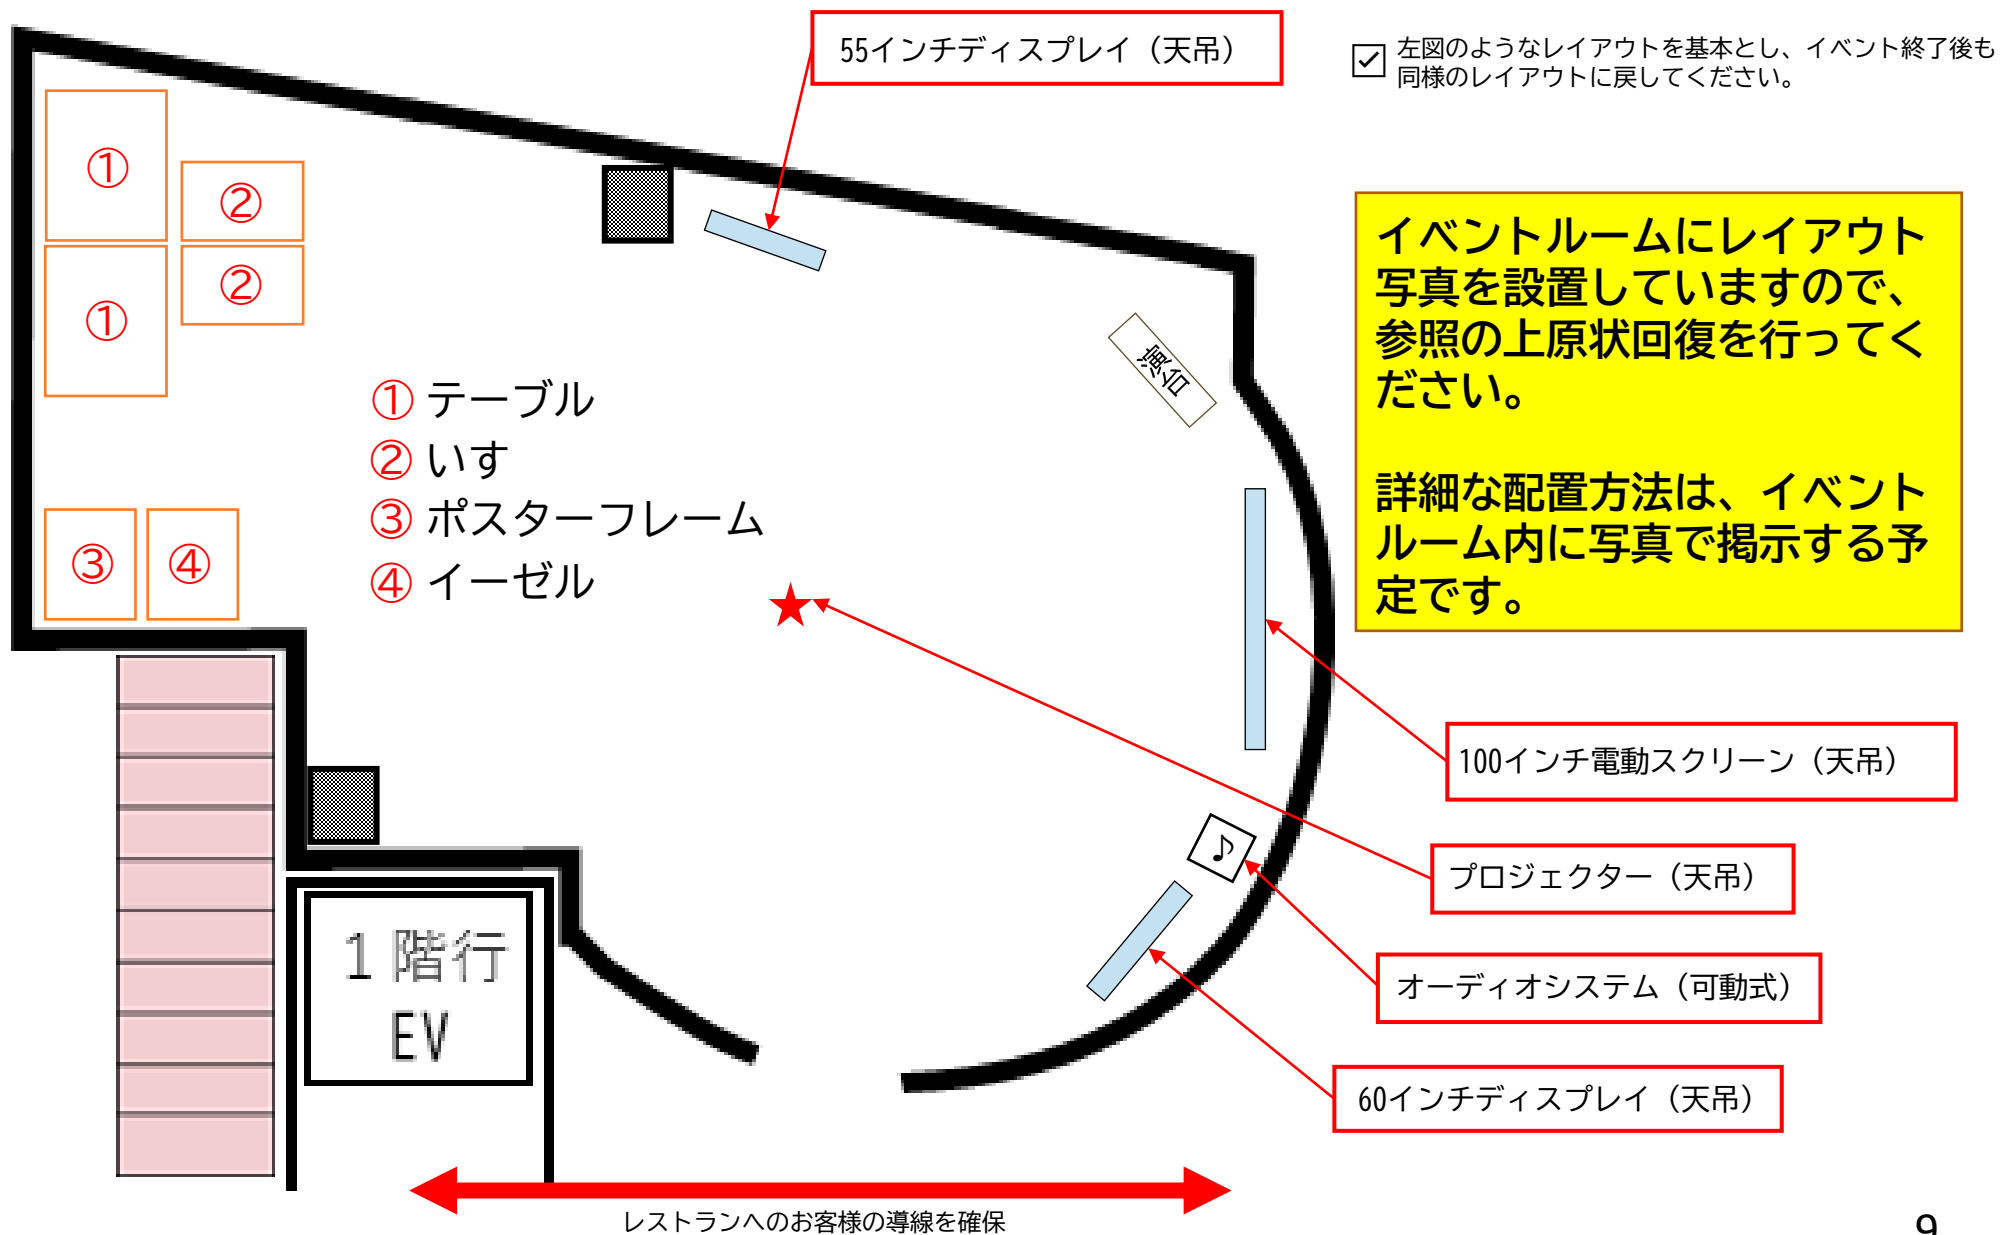 55インチディスプレイ（天吊）
左図のようなレイアウトを基本とし、イベント終了後も
同様のレイアウトに戻してください。
①
②
①
②
演台
イベントルームにレイアウト
写真を設置していますので、
参照の上原状回復を行ってく
ださい。
詳細な配置方法は、イベント
ルーム内に写真で掲示する予
定です。
① テーブル
② いす
③ ポスターフレーム
④ イーゼル
③
④
100インチ電動スクリーン（天吊）
♪
プロジェクター（天吊）
１階行
EV
オーディオシステム（可動式）
60インチディスプレイ（天吊）
レストランへのお客様の導線を確保
9